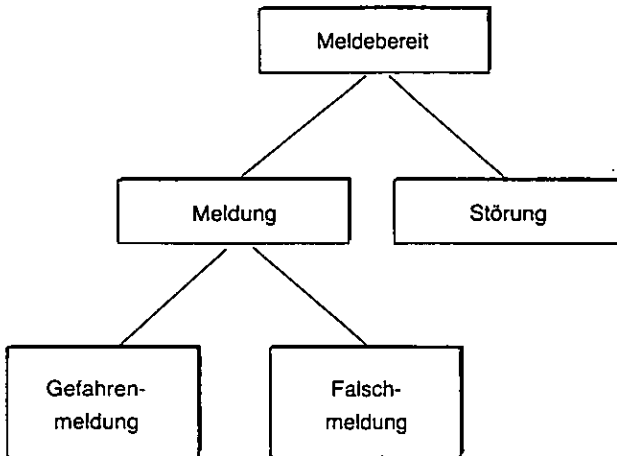 Meldebereit
Meldung
Störung
Gefahren-
meldung
Falsch-
meldung